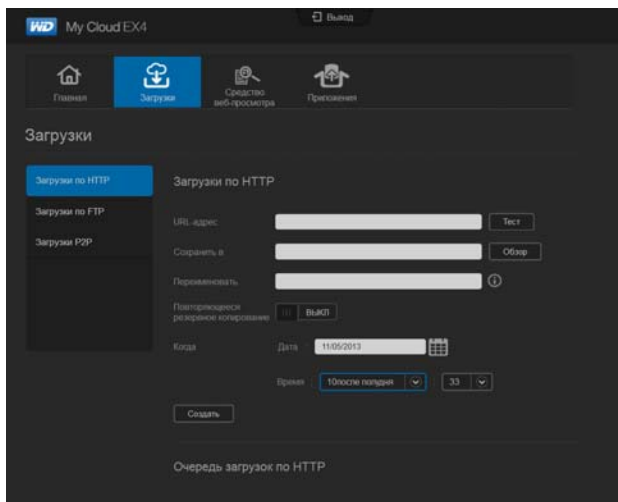 WD My Cloud EX4
Выход
Главная
Загрузки
Средство
веб-просмотра
Приложения
Загрузки
Загрузки по HTTP
Загрузки по FTP
Загрузки P2P
Загрузки по HTTP
URL-адрес
Тест
Сохранить в
Обзор
Переименовать
Повторяющееся
резервное копирование
ВЫКЛ
Когда
Дата
11/05/2013
Время
10после полудня
33
Создать
Очередь загрузок по HTTP